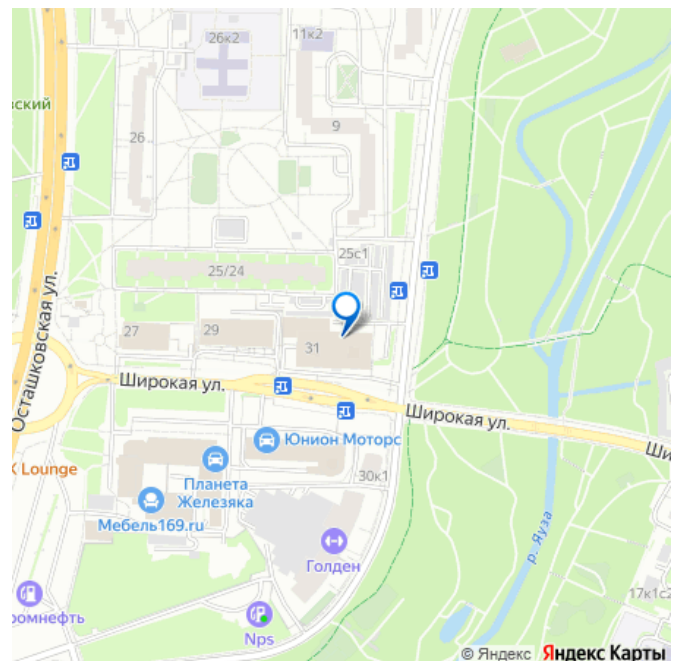 26к2
11к2
вский
9
26
25с1
25/24
27
29
31
Осташковская ул.
Широкая ул.
Широкая ул.
Ши
Юнион Моторс
K Lounge
Планета
Железяка
30к1
Мебель169.ru
Голден
р. Яуза
17к1с2
ромнефть
Nps
© Яндекс Яндекс Карты